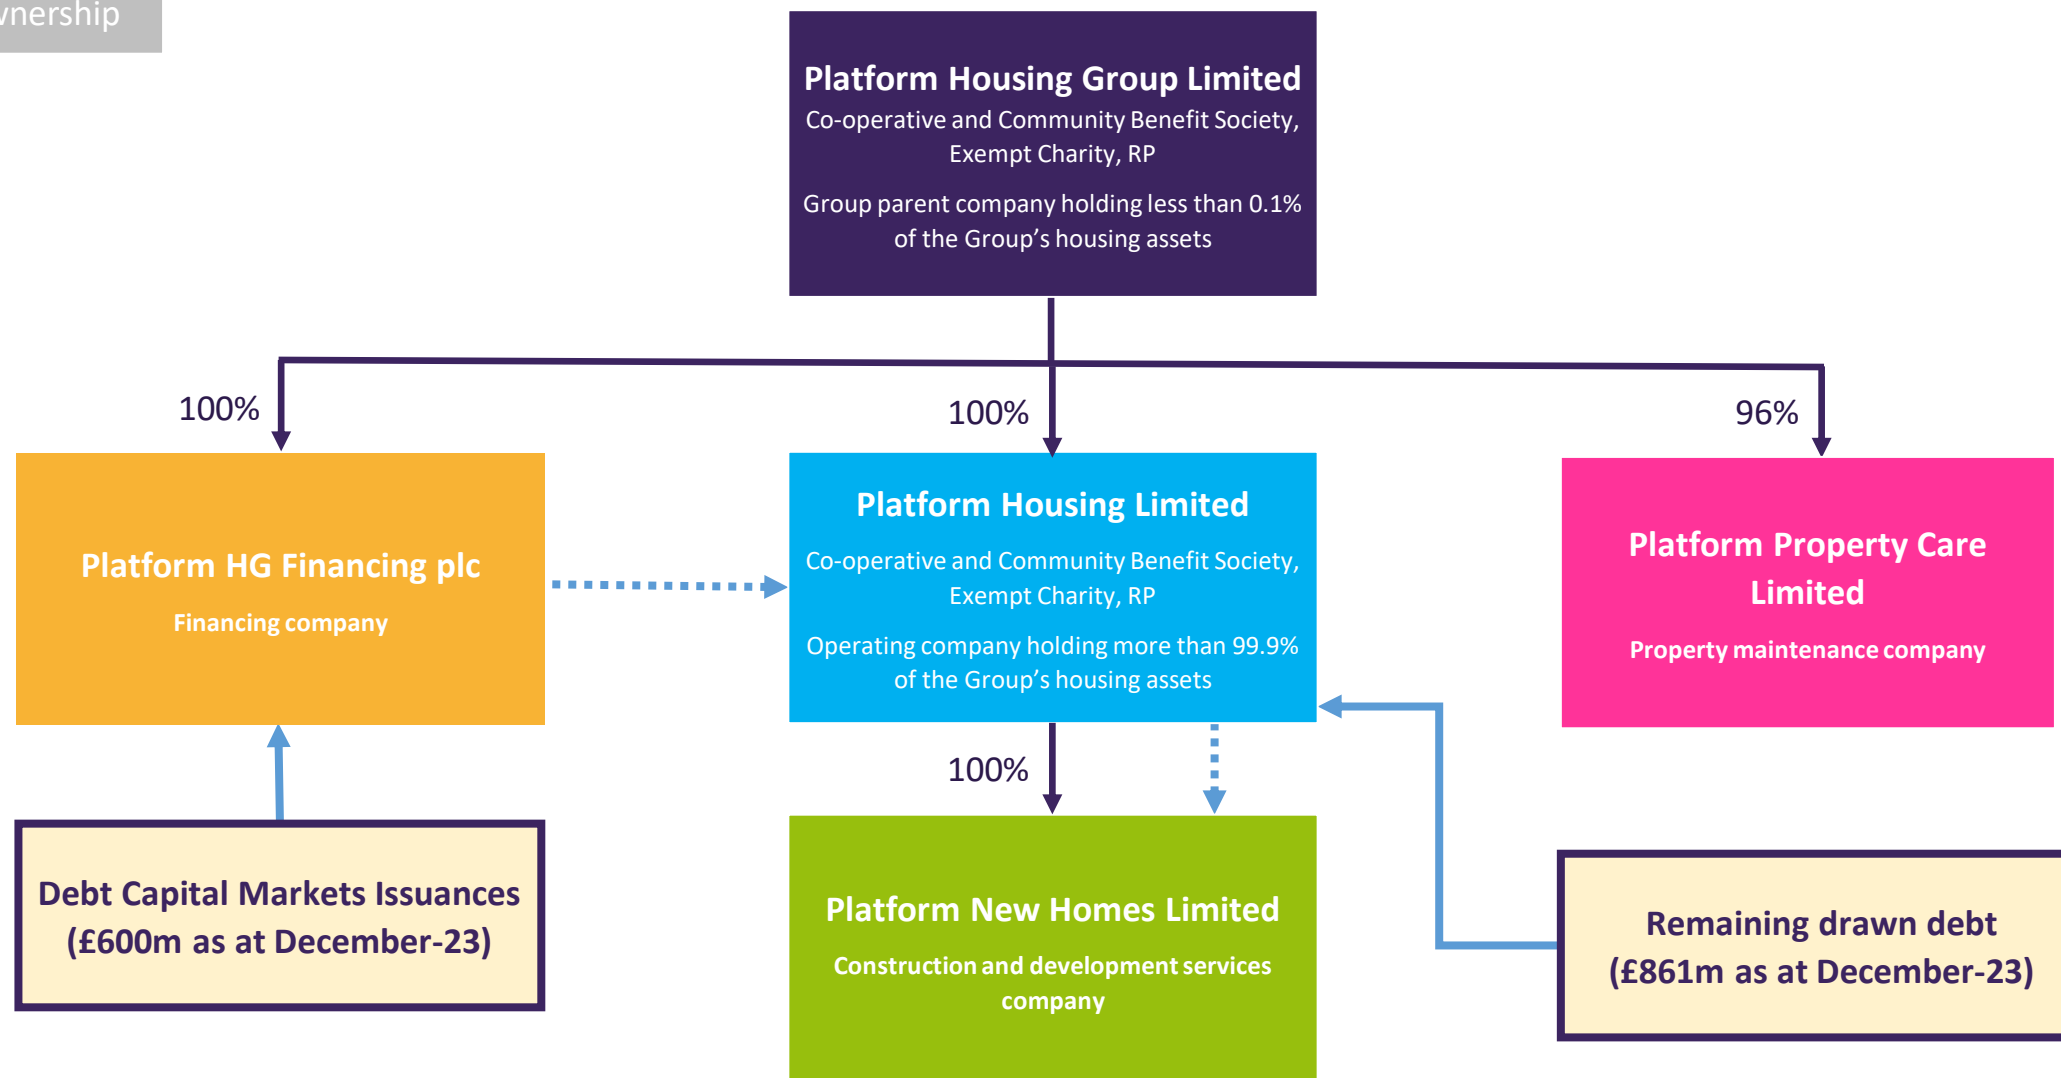 Platform Housing Group Limited
Co-operative and Community Benefit Society,
Exempt Charity, RP
Group parent company holding less than 0.1%
of the Group's housing assets
100%
100%
96%
Platform HG Financing plc
Financing company
Platform Housing Limited
Co-operative and Community Benefit Society,
Exempt Charity, RP
Operating company holding more than 99.9%
of the Group's housing assets
Platform Property Care
Limited
Property maintenance company
100%
Debt Capital Markets Issuances
(£600m as at December-23)
Platform New Homes Limited
Construction and development services
company
Remaining drawn debt
(£861m as at December-23)